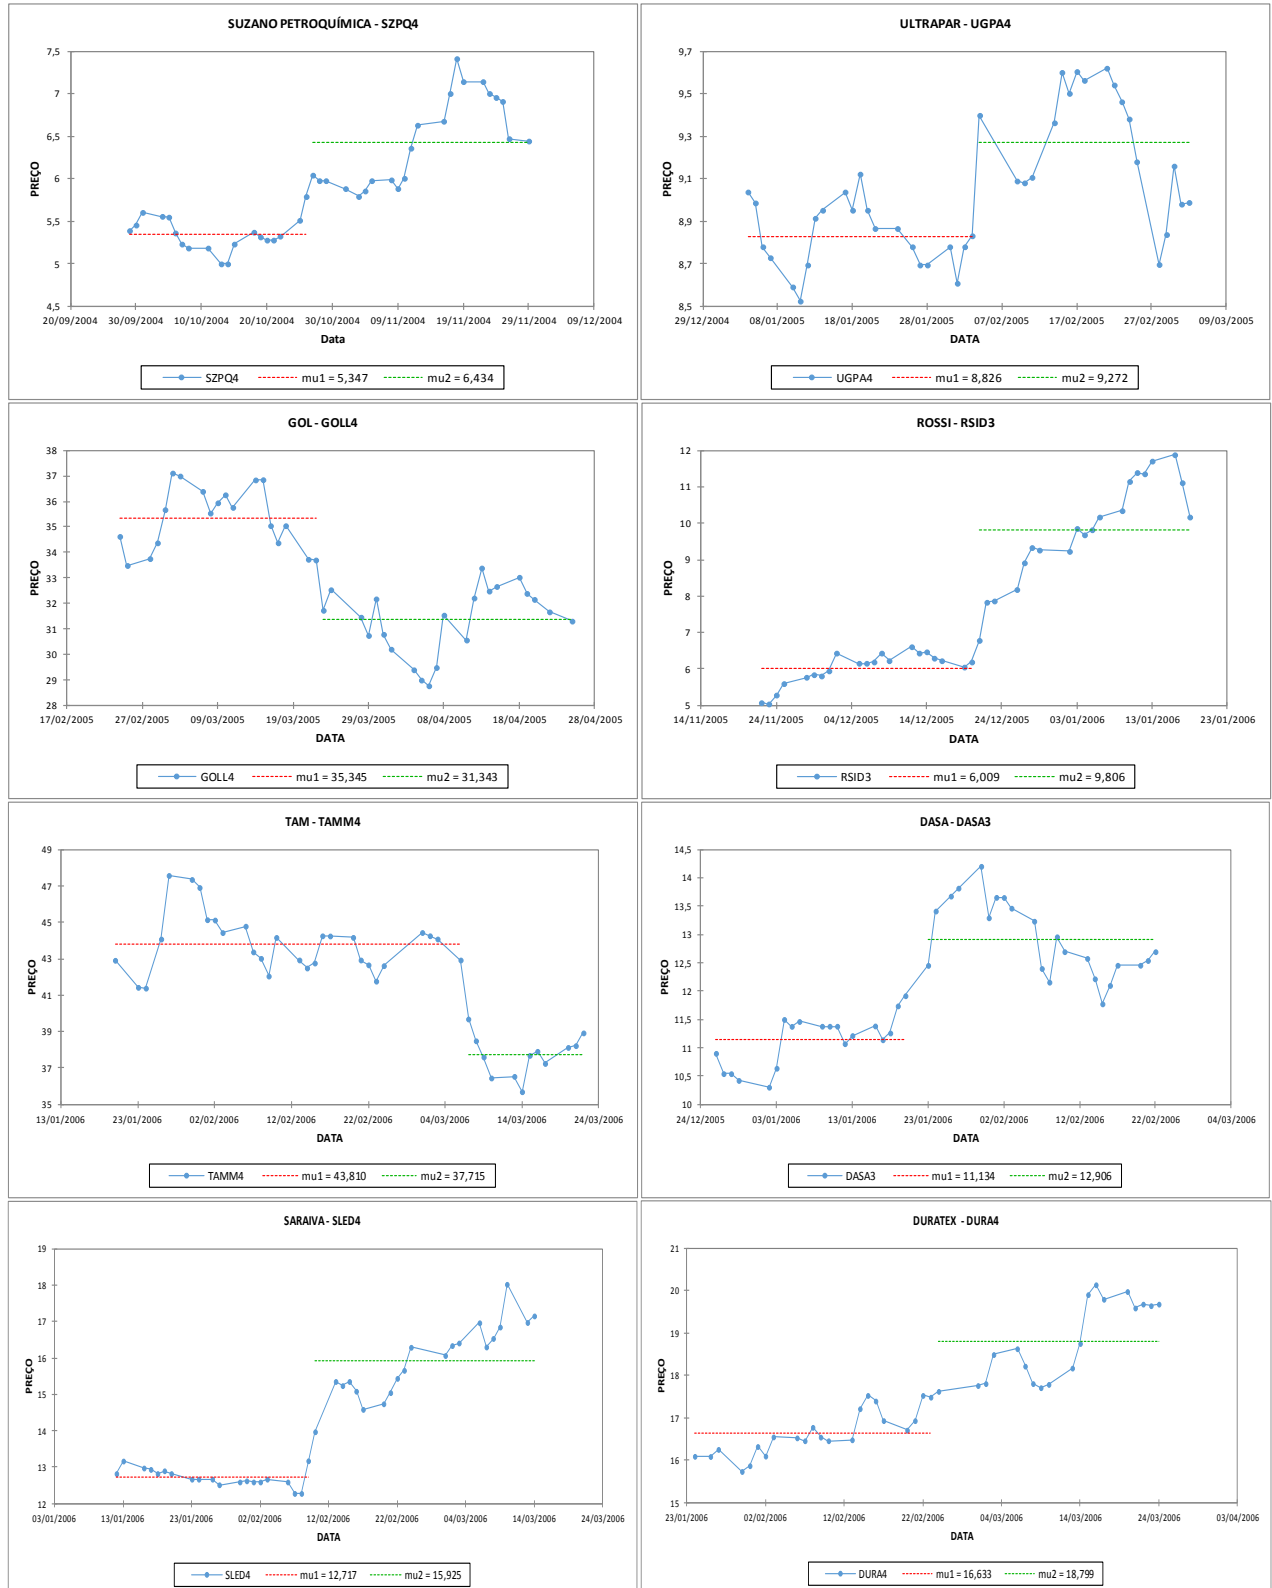 SUZANO PETROQUÍMICA - SZPQ4
7,5
7
6,5
6
5,5
5
4,5
PREÇO
20/09/2004 30/09/2004 10/10/2004 20/10/2004 30/10/2004 09/11/2004 19/11/2004 29/11/2004 09/12/2004
Data
SZPQ4 mu1 = 5,347 mu2 = 6,434
ULTRAPAR - UGPA4
9,7
9,5
9,3
9,1
8,9
8,7
8,5
PREÇO
29/12/2004 08/01/2005 18/01/2005 28/01/2005 07/02/2005 17/02/2005 27/02/2005 09/03/2005
DATA
UGPA4 mu1 = 8,826 mu2 = 9,272
GOL - GOLL4
38
37
36
35
34
33
32
31
30
29
28
PREÇO
17/02/2005 27/02/2005 09/03/2005 19/03/2005 29/03/2005 08/04/2005 18/04/2005 28/04/2005
DATA
GOLL4 mu1 = 35,345 mu2 = 31,343
ROSSI - RSID3
12
11
10
9
8
7
6
5
PREÇO
14/11/2005 24/11/2005 04/12/2005 14/12/2005 24/12/2005 03/01/2006 13/01/2006 23/01/2006
DATA
RSID3 mu1 = 6,009 mu2 = 9,806
TAM - TAMM4
49
47
45
43
41
39
37
35
PREÇO
13/01/2006 23/01/2006 02/02/2006 12/02/2006 22/02/2006 04/03/2006 14/03/2006 24/03/2006
DATA
TAMM4 mu1 = 43,810 mu2 = 37,715
DASA - DASA3
14,5
14
13,5
13
12,5
12
11,5
11
10,5
10
PREÇO
24/12/2005 03/01/2006 13/01/2006 23/01/2006 02/02/2006 12/02/2006 22/02/2006 04/03/2006
DATA
DASA3 mu1 = 11,134 mu2 = 12,906
SARAIVA - SLED4
19
18
17
16
15
14
13
12
PREÇO
03/01/2006 13/01/2006 23/01/2006 02/02/2006 12/02/2006 22/02/2006 04/03/2006 14/03/2006 24/03/2006
DATA
SLED4 mu1 = 12,717 mu2 = 15,925
DURATEX - DURA4
21
20
19
18
17
16
15
PREÇO
23/01/2006 02/02/2006 12/02/2006 22/02/2006 04/03/2006 14/03/2006 24/03/2006 03/04/2006
DATA
DURA4 mu1 = 16,633 mu2 = 18,799